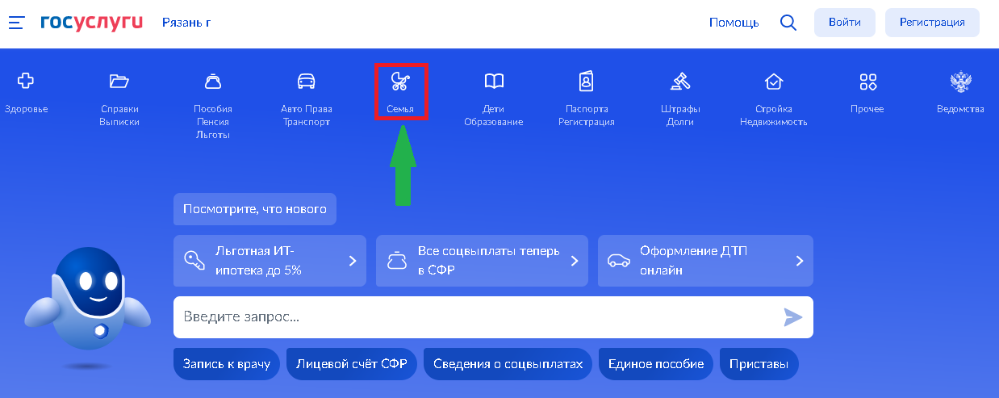 госуслуги Рязань г Помощь Войти Регистрация
Здоровье
Справки
Выписки
Пособия
Пенсия
Льготы
Авто Права
Транспорт
Семья
Дети
Образование
Паспорта
Регистрация
Штрафы
Долги
Стройка
Недвижимость
Прочее
Ведомства
Посмотрите, что нового
Льготная ИТ-
ипотека до 5%
Все соцвыплаты теперь
в СФР
Оформление ДТП
онлайн
Введите запрос...
Запись к врачу
Лицевой счёт СФР
Сведения о соцвыплатах
Единое пособие
Приставы